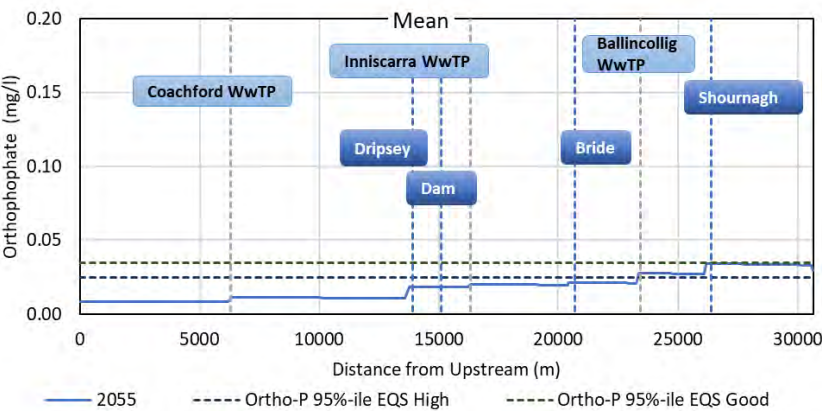 Mean
0.20
0.15
0.10
0.05
0.00
Orthophophate (mg/l)
Coachford WwTP
Inniscarra WwTP
Ballincollig
WwTP
Shournagh
Dripsey
Bride
Dam
0 5000 10000 15000 20000 25000 30000
Distance from Upstream (m)
2055 Ortho-P 95%-ile EQS High Ortho-P 95%-ile EQS Good